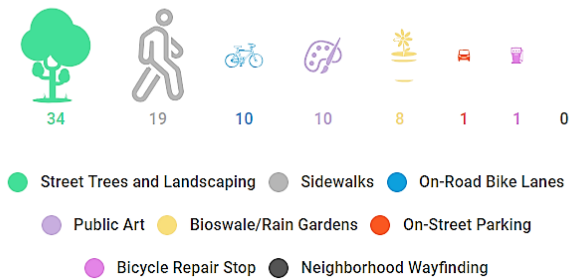 34 19 10 10 8 1 1 0
Street Trees and Landscaping Sidewalks On-Road Bike Lanes
Public Art Bioswale/Rain Gardens On-Street Parking
Bicycle Repair Stop Neighborhood Wayfinding